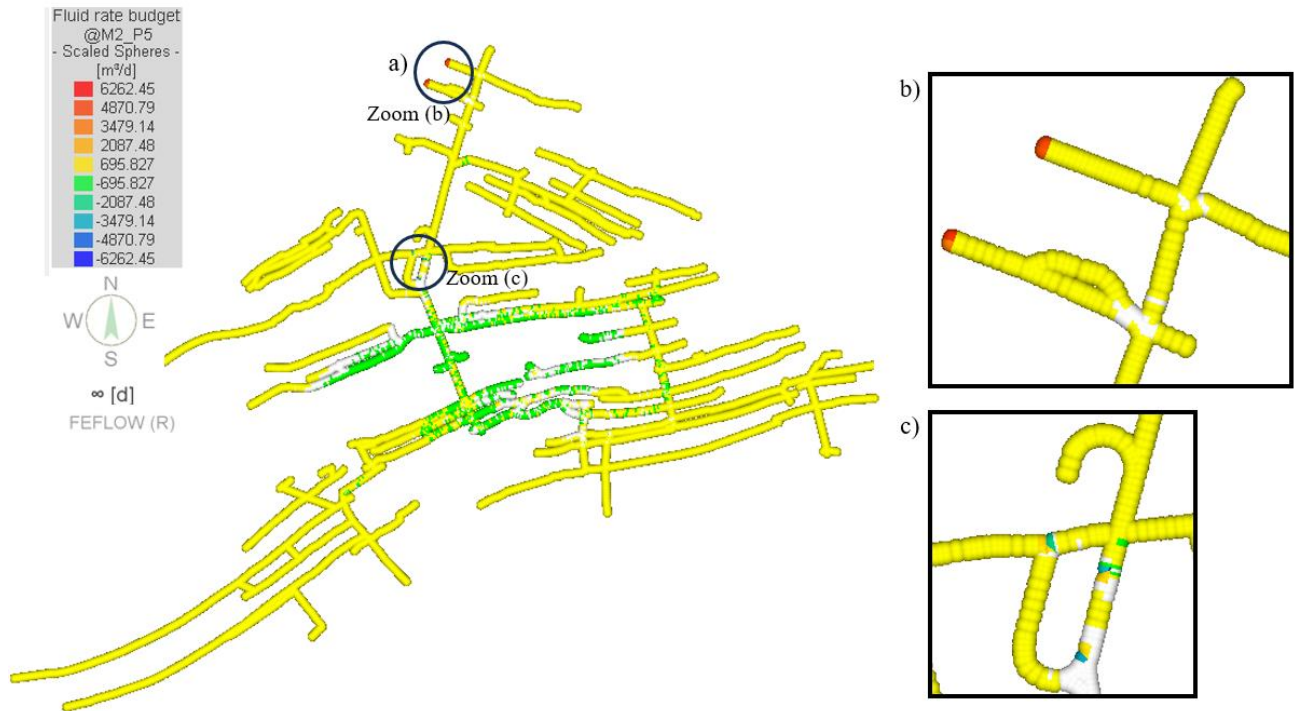 Fluid rate budget
@M2_P5
- Scaled Spheres -
[m³/d]
6262.45
4870.79
3479.14
2087.48
695.827
-695.827
-2087.48
-3479.14
-4870.79
-6262.45
N
W E
S
∞ [d]
FEFLOW (R)
a)
Zoom (b)
Zoom (c)
b)
c)